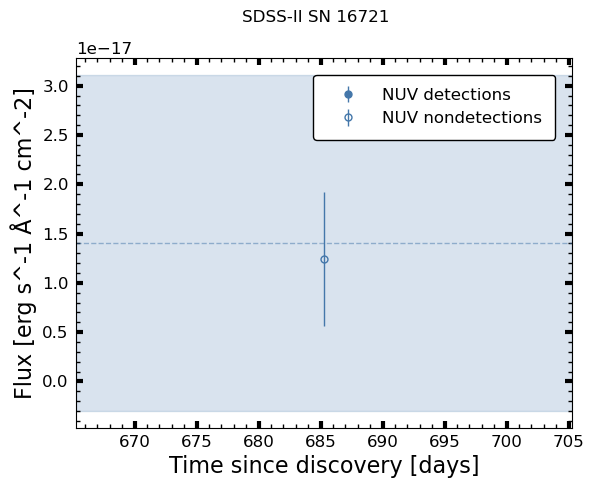 SDSS-II SN 16721
1e−17
NUV detections
NUV nondetections
Flux [erg s^-1 Å^-1 cm^-2]
3.0
2.5
2.0
1.5
1.0
0.5
0.0
670 675 680 685 690 695 700 705
Time since discovery [days]